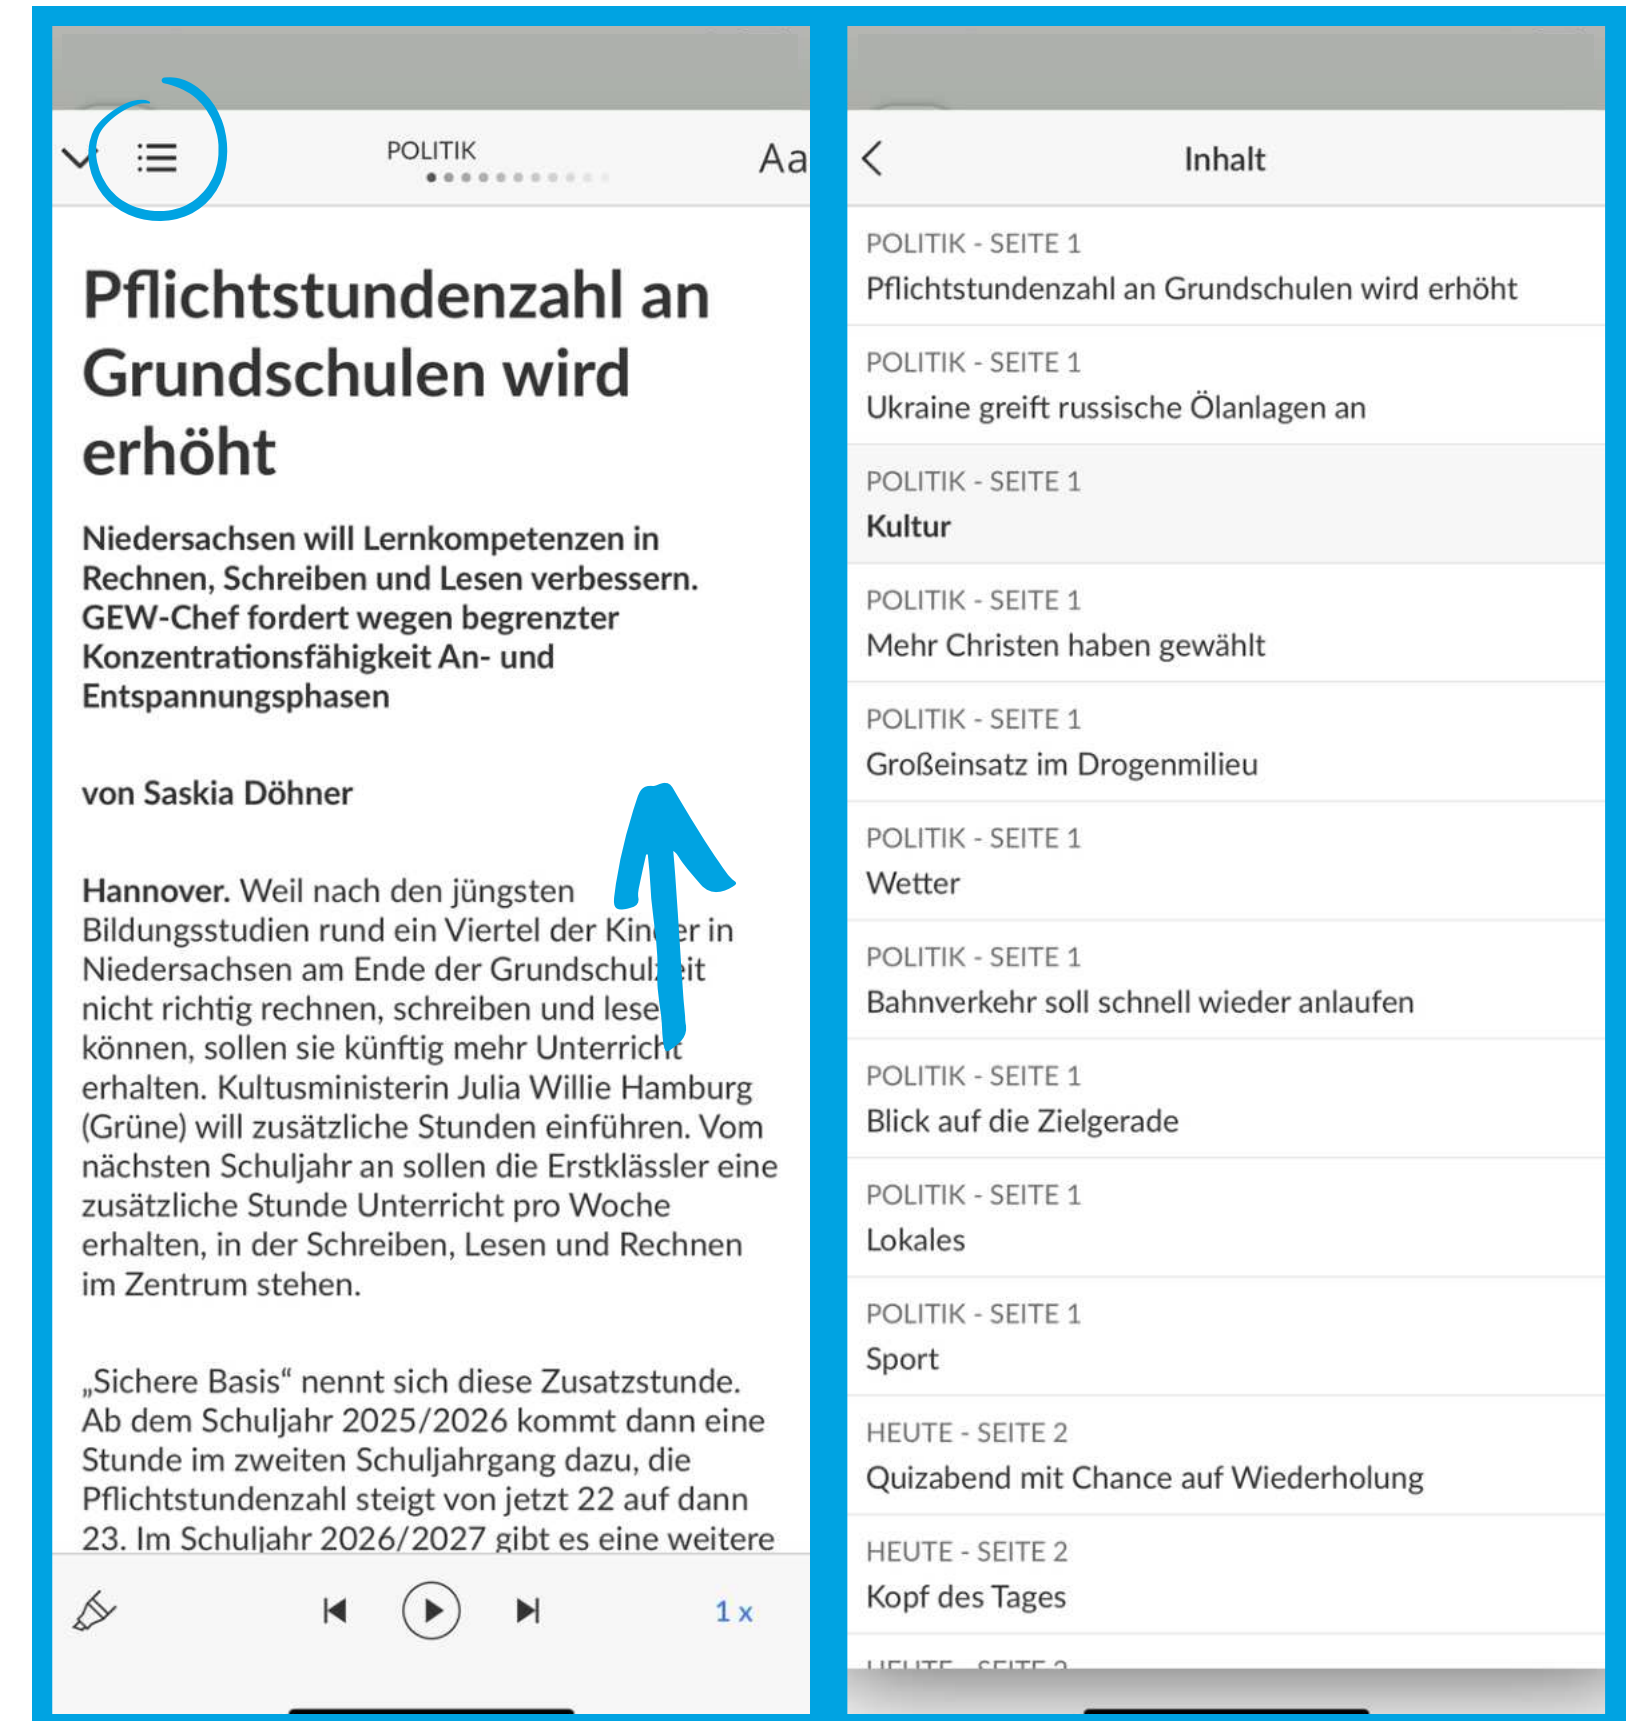 POLITIK
Aa
Pflichtstundenzahl an
Grundschulen wird
erhöht
Niedersachsen will Lernkompetenzen in
Rechnen, Schreiben und Lesen verbessern.
GEW-Chef fordert wegen begrenzter
Konzentrationsfähigkeit An- und
Entspannungsphasen
von Saskia Döhner
Hannover. Weil nach den jüngsten
Bildungsstudien rund ein Viertel der Kinder in
Niedersachsen am Ende der Grundschulzeit
nicht richtig rechnen, schreiben und lesen
können, sollen sie künftig mehr Unterricht
erhalten. Kultusministerin Julia Willie Hamburg
(Grüne) will zusätzliche Stunden einführen. Vom
nächsten Schuljahr an sollen die Erstklässler eine
zusätzliche Stunde Unterricht pro Woche
erhalten, in der Schreiben, Lesen und Rechnen
im Zentrum stehen.
„Sichere Basis“ nennt sich diese Zusatzstunde.
Ab dem Schuljahr 2025/2026 kommt dann eine
Stunde im zweiten Schuljahrgang dazu, die
Pflichtstundenzahl steigt von jetzt 22 auf dann
23. Im Schuljahr 2026/2027 gibt es eine weitere
1 x
Inhalt
POLITIK - SEITE 1
Pflichtstundenzahl an Grundschulen wird erhöht
POLITIK - SEITE 1
Ukraine greift russische Ölanlagen an
POLITIK - SEITE 1
Kultur
POLITIK - SEITE 1
Mehr Christen haben gewählt
POLITIK - SEITE 1
Großeinsatz im Drogenmilieu
POLITIK - SEITE 1
Wetter
POLITIK - SEITE 1
Bahnverkehr soll schnell wieder anlaufen
POLITIK - SEITE 1
Blick auf die Zielgerade
POLITIK - SEITE 1
Lokales
POLITIK - SEITE 1
Sport
HEUTE - SEITE 2
Quizabend mit Chance auf Wiederholung
HEUTE - SEITE 2
Kopf des Tages
HEUTE - SEITE 2